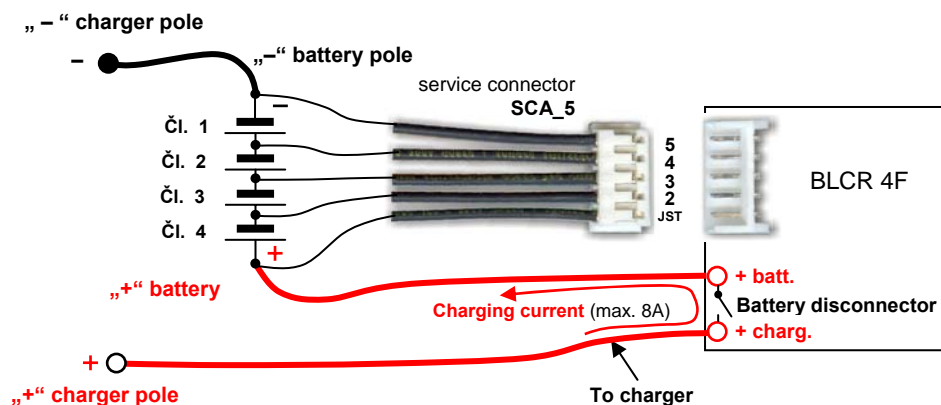 „ – “ charger pole
–
„–“ battery pole
service connector
SCA_5
–
Čl. 1
Čl. 2
Čl. 3
Čl. 4
5
4
3
2
JST
BLCR 4F
+
„+“ battery
+ batt.
Charging current (max. 8A)
Battery disconnector
+ charg.
+
„+“ charger pole
To charger